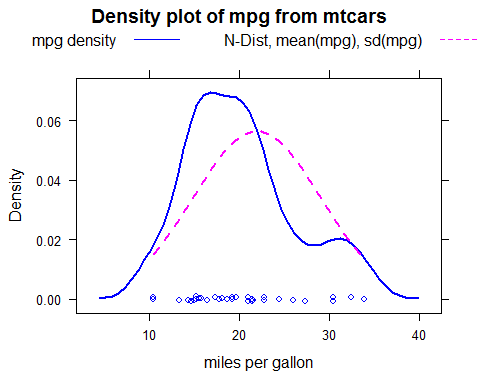 Density plot of mpg from mtcars
mpg density
N-Dist, mean(mpg), sd(mpg)
Density
0.06
0.04
0.02
0.00
10
20
30
40
miles per gallon